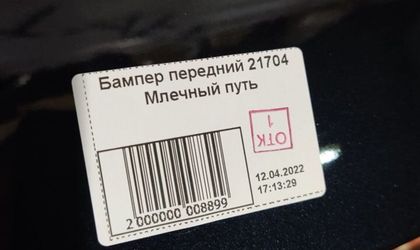 Бампер передний 21704
Млечный путь
ОТК
1
12.04.2022
17:13:29
2 000000 008899